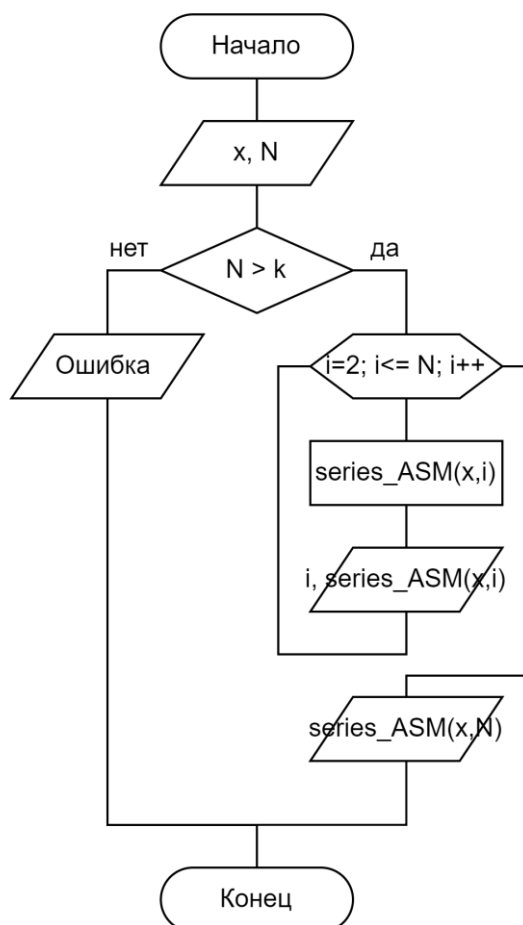 Начало
x, N
нет
да
N > k
Ошибка
i=2; i<= N; i++
series_ASM(x,i)
i, series_ASM(x,i)
series_ASM(x,N)
Конец